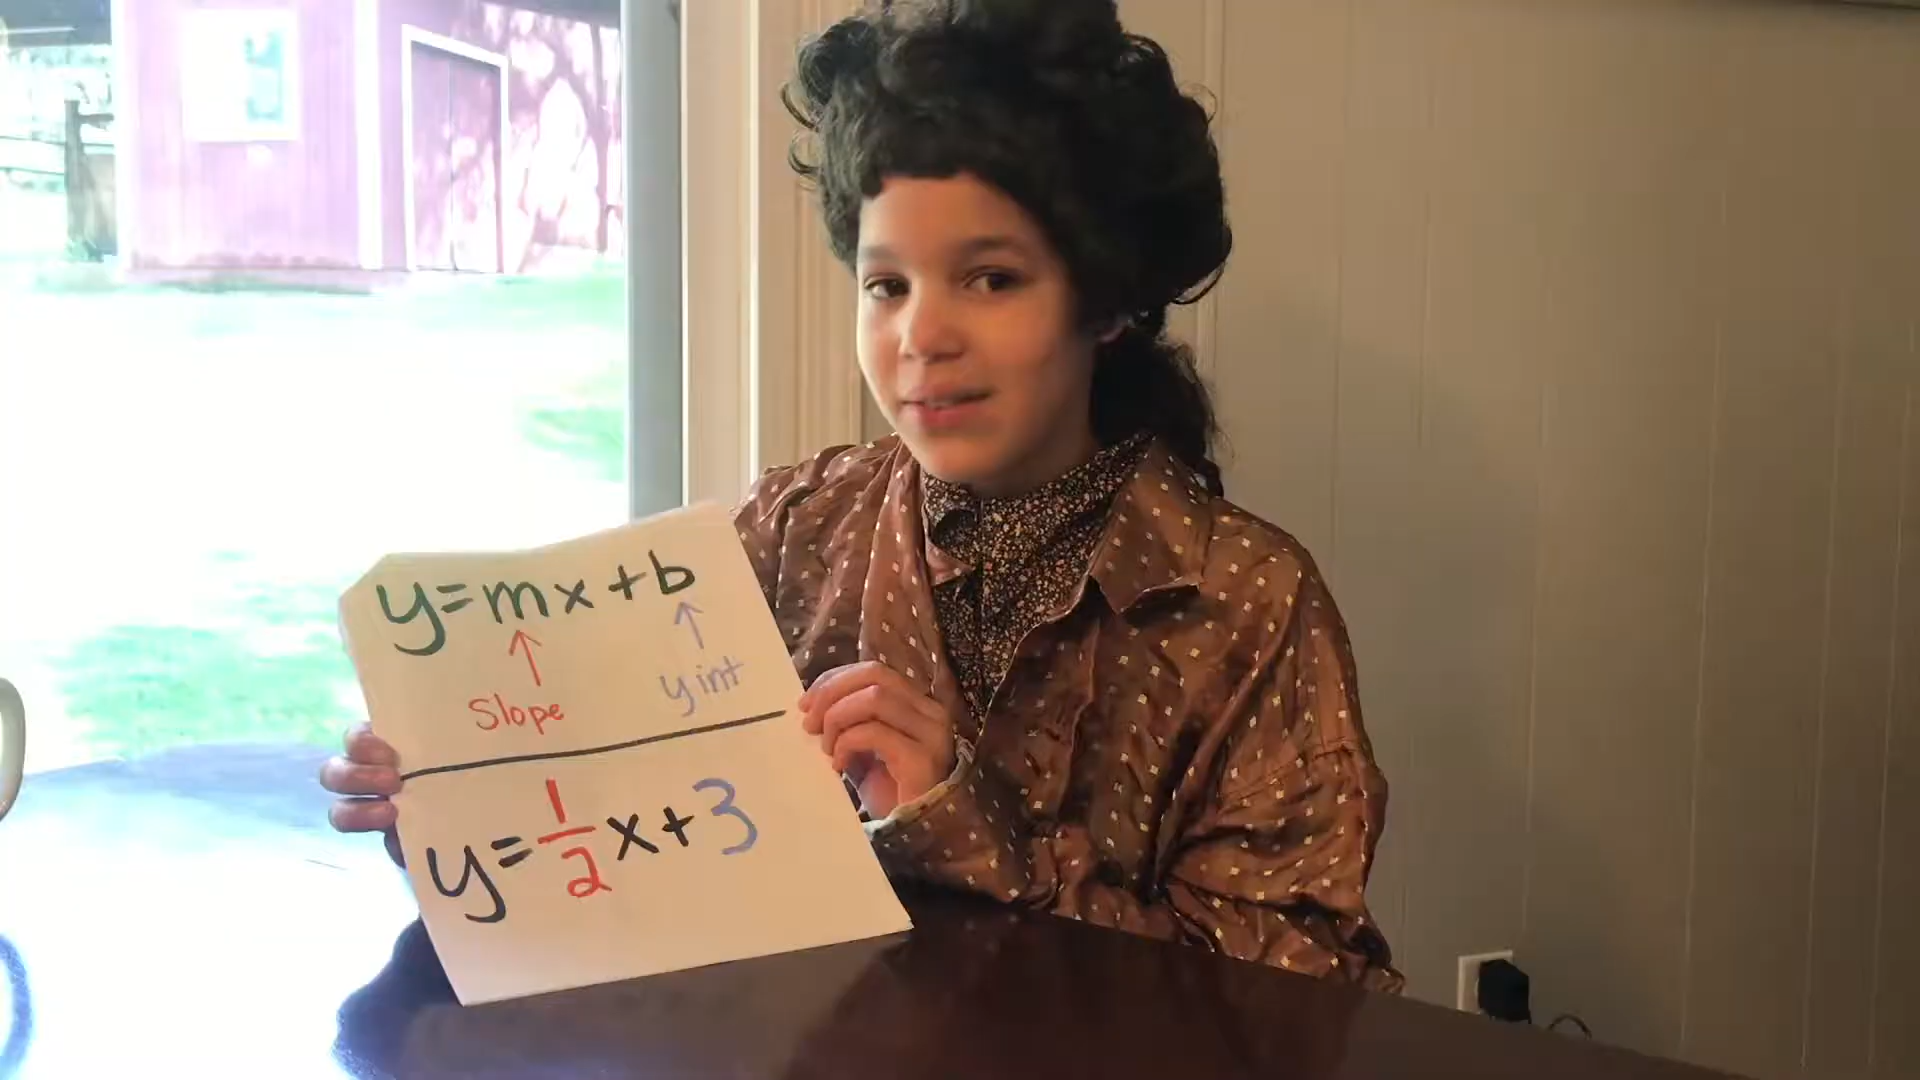 y=mx+b
Slope
y int
y=1/2x+3